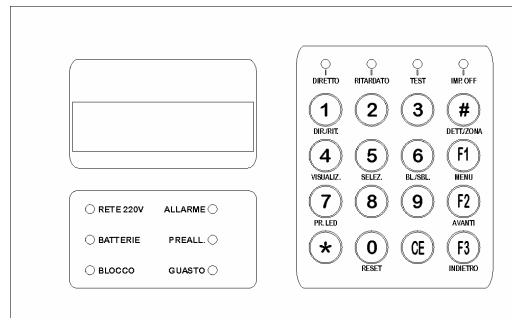 DIRETTO RITARDATO TEST IMP. OFF
1 2 3 #
DIR./RIT. DETT/ZONA
4 5 6 F1
VISUALIZ. SELEZ. BL./SBL. MENU
7 8 9 F2
PR. LED AVANTI
* 0 CE F3
RESET INDIETRO
RETE 220V ALLARME
BATTERIE PREALL.
BLOCCO GUASTO